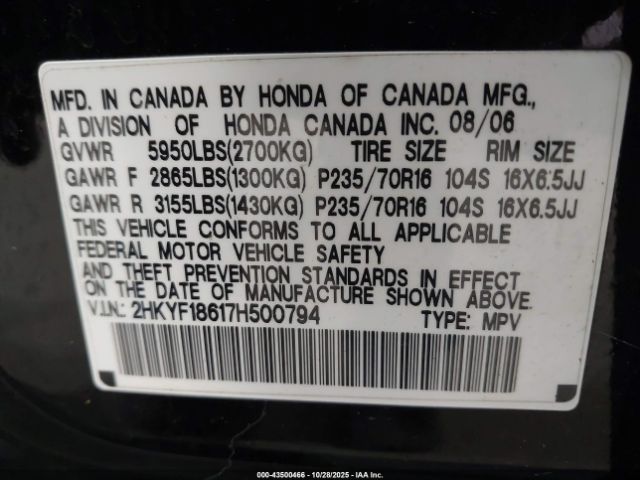 MFD. IN CANADA BY HONDA OF CANADA MFG.,
A DIVISION OF HONDA CANADA INC. 08/06
GVWR 5950LBS(2700KG) TIRE SIZE RIM SIZE
GAWR F 2865LBS(1300KG) P235/70R16 104S 16X6.5JJ
GAWR R 3155LBS(1430KG) P235/70R16 104S 16X6.5JJ
THIS VEHICLE CONFORMS TO ALL APPLICABLE
FEDERAL MOTOR VEHICLE SAFETY
AND THEFT PREVENTION STANDARDS IN EFFECT
ON THE DATE OF MANUFACTURE SHOWN ABOVE.
V.I.N.: 2HKYF18617H500794 TYPE: MPV
000-43500466 - 10/28/2025 - IAA, Inc.